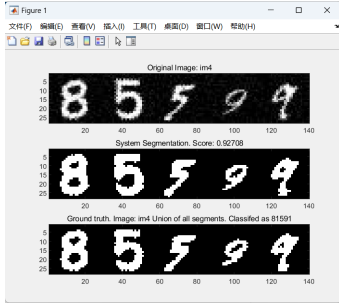 Figure 1
文件(F) 编辑(E) 查看(V) 插入(I) 工具(T) 桌面(D) 窗口(W) 帮助(H)
Original Image: im4
85599
5
10
15
20
25
20 40 60 80 100 120 140
System Segmentation. Score: 0.92708
85599
5
10
15
20
25
20 40 60 80 100 120 140
Ground truth. Image: im4 Union of all segments. Classifed as 81591
85599
5
10
15
20
25
20 40 60 80 100 120 140